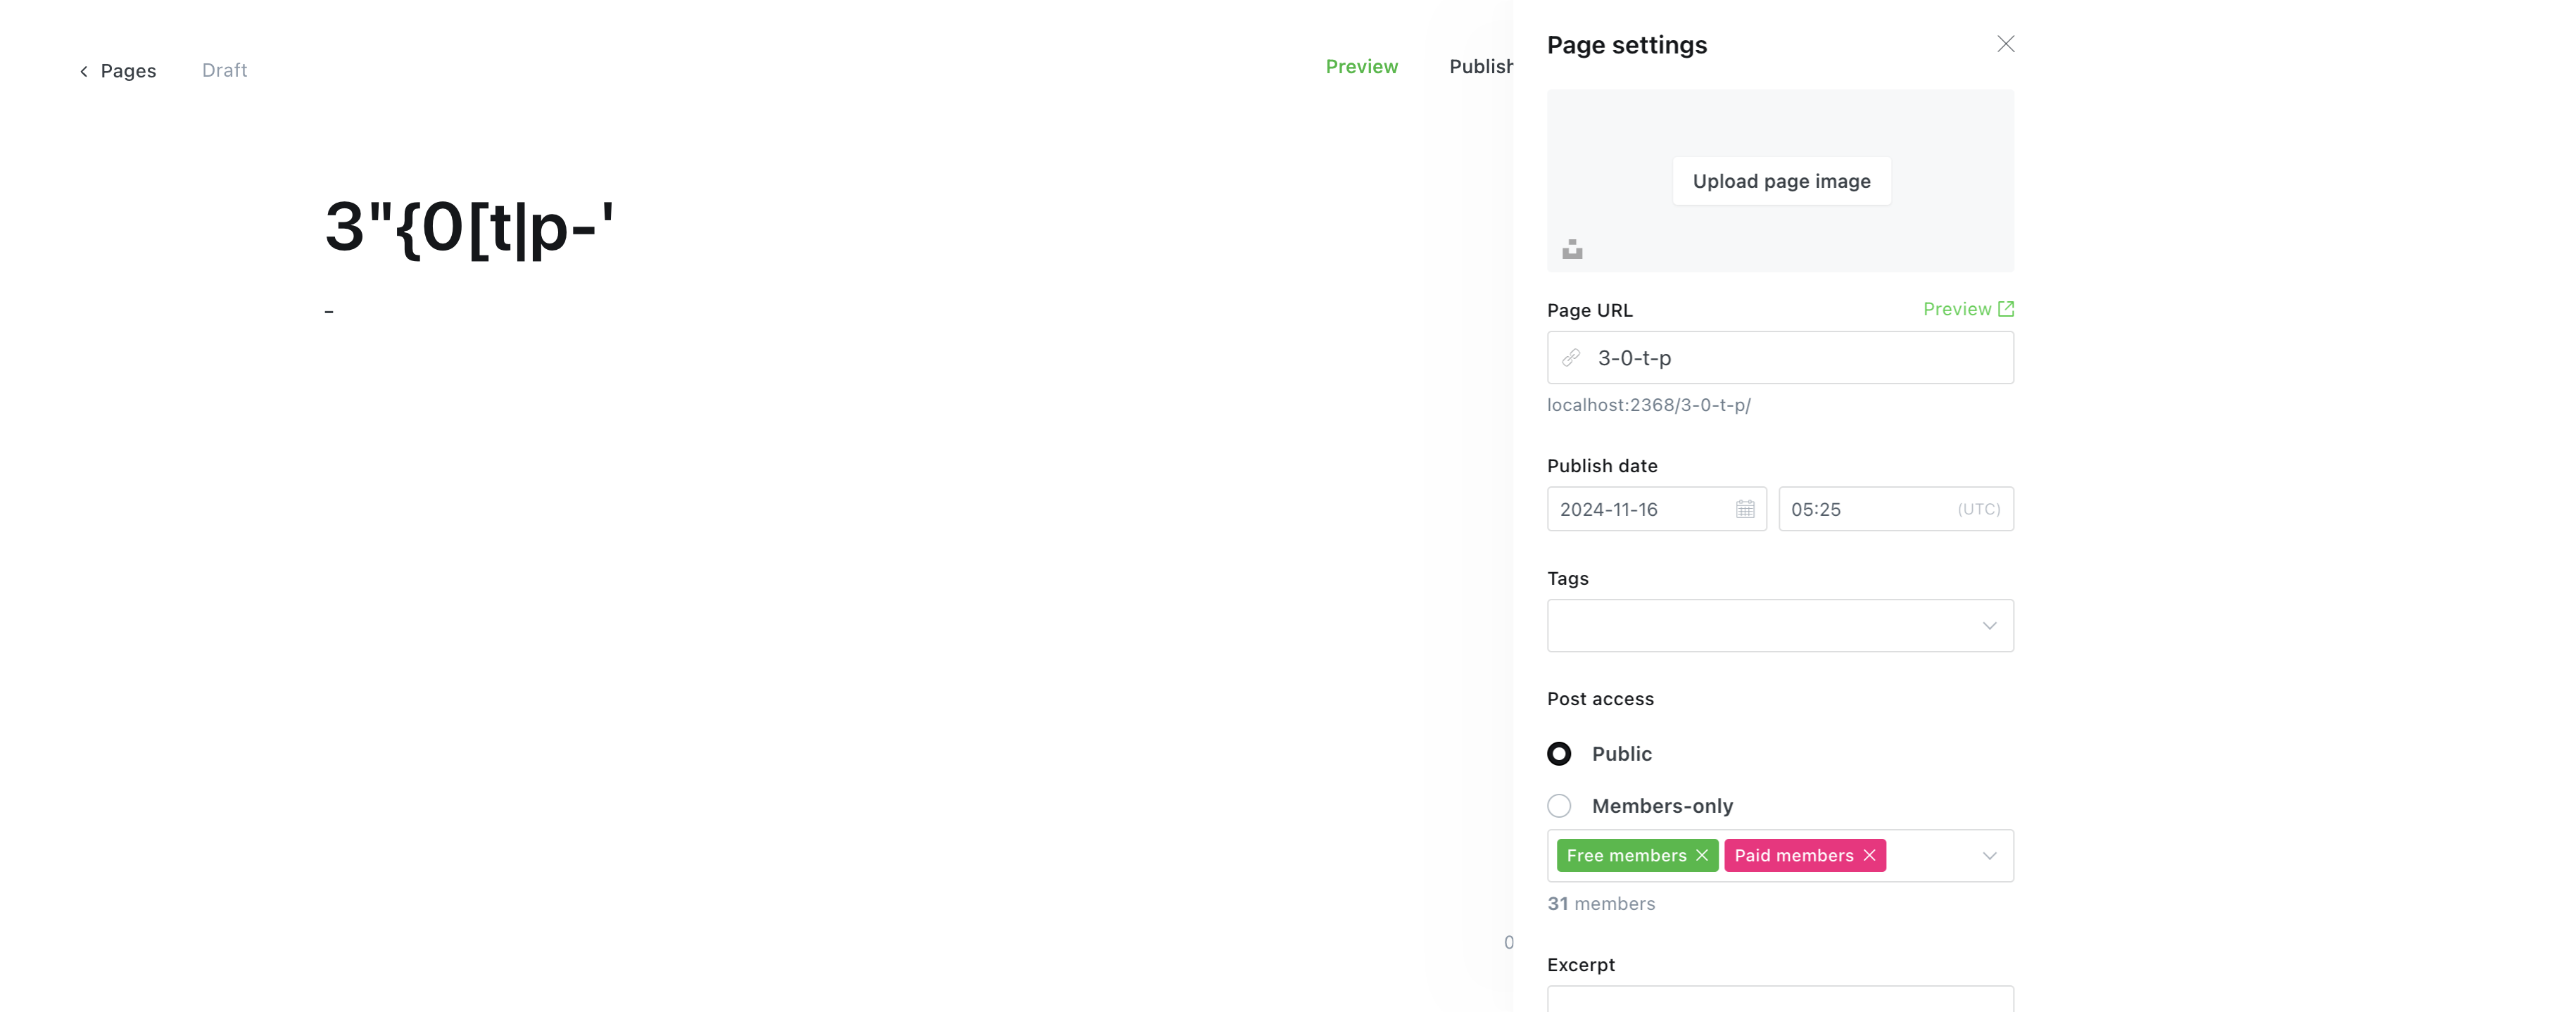 Pages
Draft
Preview
Publish
3"{0[t|p-'
-
0
Page settings
Upload page image
Page URL
Preview
3-0-t-p
localhost:2368/3-0-t-p/
Publish date
2024-11-16
05:25
(UTC)
Tags
Post access
Public
Members-only
Free members
Paid members
31 members
Excerpt